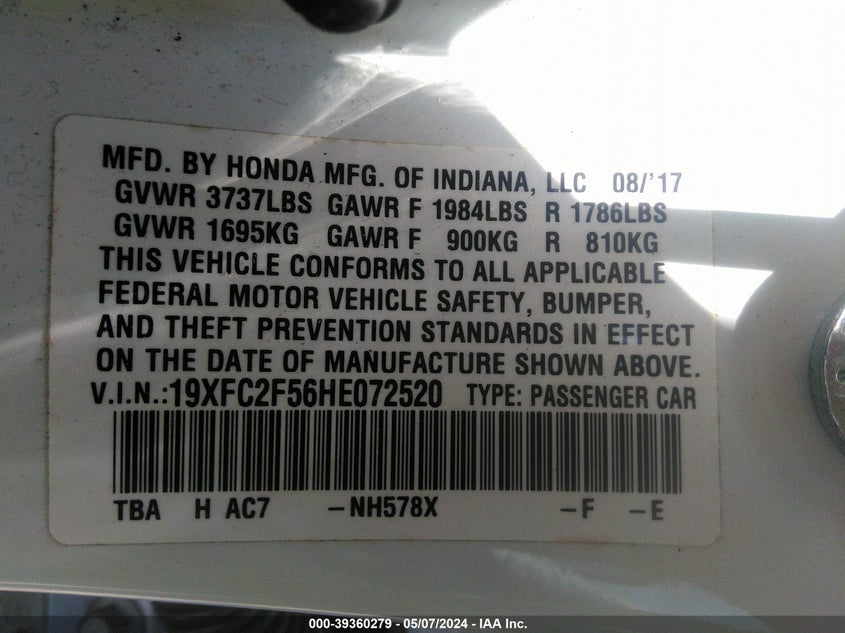 MFD. BY HONDA MFG. OF INDIANA, LLC 08/'17
GVWR 3737LBS GAWR F 1984LBS R 1786LBS
GVWR 1695KG GAWR F 900KG R 810KG
THIS VEHICLE CONFORMS TO ALL APPLICABLE
FEDERAL MOTOR VEHICLE SAFETY, BUMPER,
AND THEFT PREVENTION STANDARDS IN EFFECT
ON THE DATE OF MANUFACTURE SHOWN ABOVE.
V.I.N.:19XFC2F56HE072520 TYPE: PASSENGER CAR
TBA H AC7 -NH578X -F -E
000-39360279 - 05/07/2024 - IAA Inc.